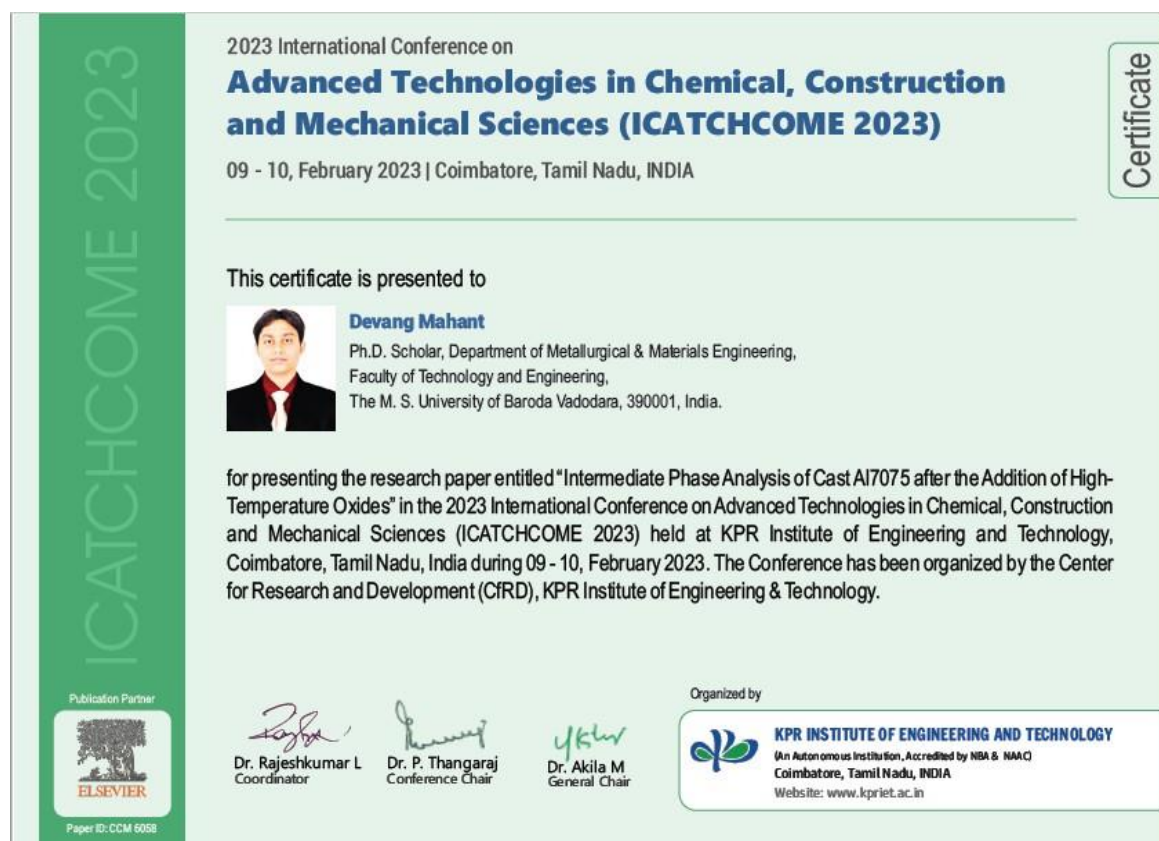 ICATCHCOME 2023
2023 International Conference on
Advanced Technologies in Chemical, Construction
and Mechanical Sciences (ICATCHCOME 2023)
09 - 10, February 2023 | Coimbatore, Tamil Nadu, INDIA
Certificate
This certificate is presented to
Devang Mahant
Ph.D. Scholar, Department of Metallurgical & Materials Engineering,
Faculty of Technology and Engineering,
The M. S. University of Baroda Vadodara, 390001, India.
for presenting the research paper entitled “Intermediate Phase Analysis of Cast Al7075 after the Addition of High-
Temperature Oxides” in the 2023 International Conference on Advanced Technologies in Chemical, Construction
and Mechanical Sciences (ICATCHCOME 2023) held at KPR Institute of Engineering and Technology,
Coimbatore, Tamil Nadu, India during 09 - 10, February 2023. The Conference has been organized by the Center
for Research and Development (CfRD), KPR Institute of Engineering & Technology.
Publication Partner
ELSEVIER
Paper ID: CCM 6058
Dr. Rajeshkumar L
Coordinator
Dr. P. Thangaraj
Conference Chair
Dr. Akila M
General Chair
Organized by
KPR INSTITUTE OF ENGINEERING AND TECHNOLOGY
(An Autonomous Institution, Accredited by NBA & NAAC)
Coimbatore, Tamil Nadu, INDIA
Website: www.kpriet.ac.in